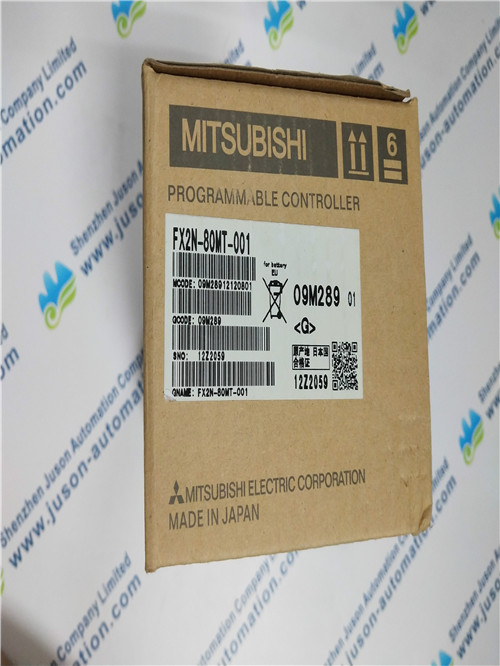 MITSUBISHI
6
PROGRAMMABLE CONTROLLER
FX2N-80MT-001
MCODE: 09M28912120801
QCODE: 09M289
SNO: 12Z2059
QNAME: FX2N-80MT-001
for battery
EU
09M289 01
<G>
原产地 日本国
合格证
12Z2059
MITSUBISHI ELECTRIC CORPORATION
MADE IN JAPAN
Shenzhen Juson Automation Company Limited
www.juson-automation.com